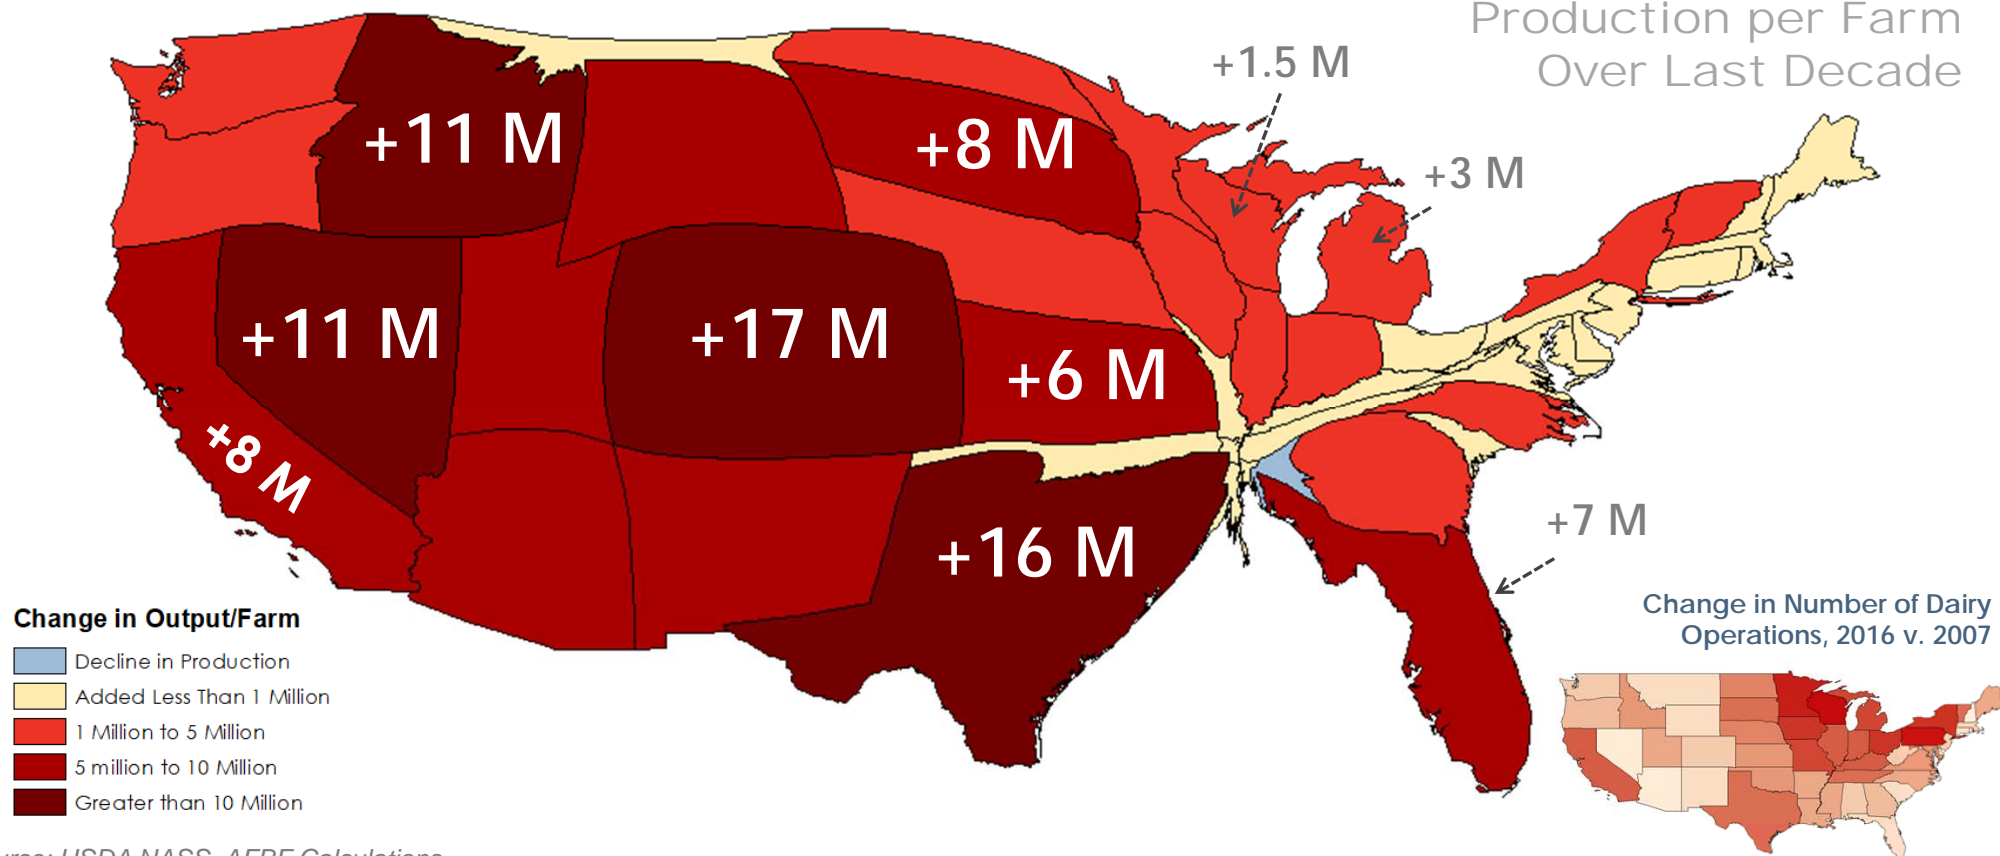 Production per Farm
Over Last Decade
+1.5 M
+11 M
+8 M
+3 M
+11 M
+17 M
+6 M
+8 M
+16 M
+7 M
Change in Output/Farm
Decline in Production
Added Less Than 1 Million
1 Million to 5 Million
5 million to 10 Million
Greater than 10 Million
Change in Number of Dairy
Operations, 2016 v. 2007
USDA NASS, AFBF Calculations